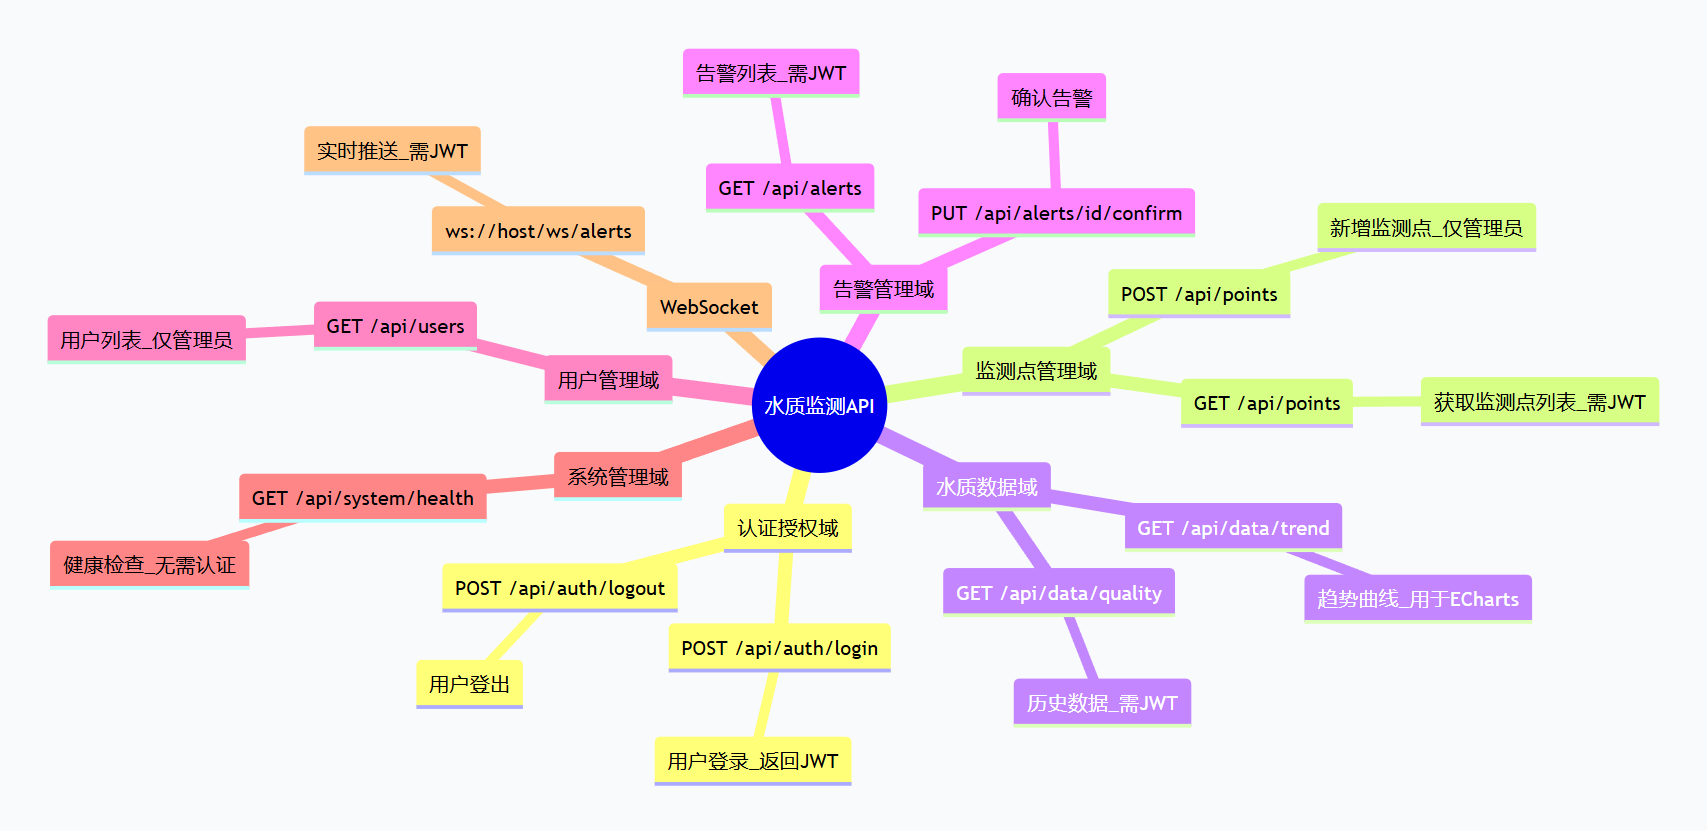 水质监测API
告警管理域
GET /api/alerts
告警列表_需JWT
PUT /api/alerts/id/confirm
确认告警
监测点管理域
POST /api/points
新增监测点_仅管理员
GET /api/points
获取监测点列表_需JWT
水质数据域
GET /api/data/trend
趋势曲线_用于ECharts
GET /api/data/quality
历史数据_需JWT
认证授权域
POST /api/auth/login
用户登录_返回JWT
POST /api/auth/logout
用户登出
系统管理域
GET /api/system/health
健康检查_无需认证
用户管理域
GET /api/users
用户列表_仅管理员
WebSocket
ws://host/ws/alerts
实时推送_需JWT